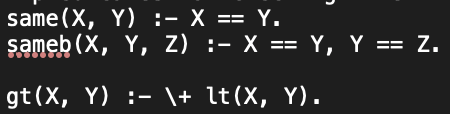 same(X, Y) :- X == Y.
sameb(X, Y, Z) :- X == Y, Y == Z.
gt(X, Y) :- \+ lt(X, Y).